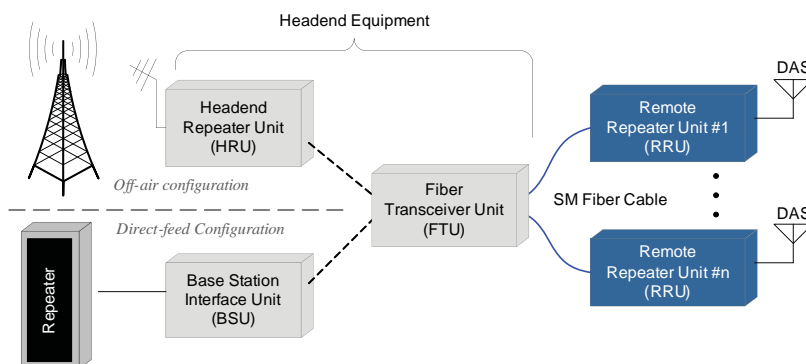 Headend Equipment
Headend
Repeater Unit
(HRU)
Off-air configuration
Direct-feed Configuration
Repeater
Base Station
Interface Unit
(BSU)
Fiber
Transceiver Unit
(FTU)
SM Fiber Cable
DAS
Remote
Repeater Unit #1
(RRU)
DAS
Remote
Repeater Unit #n
(RRU)